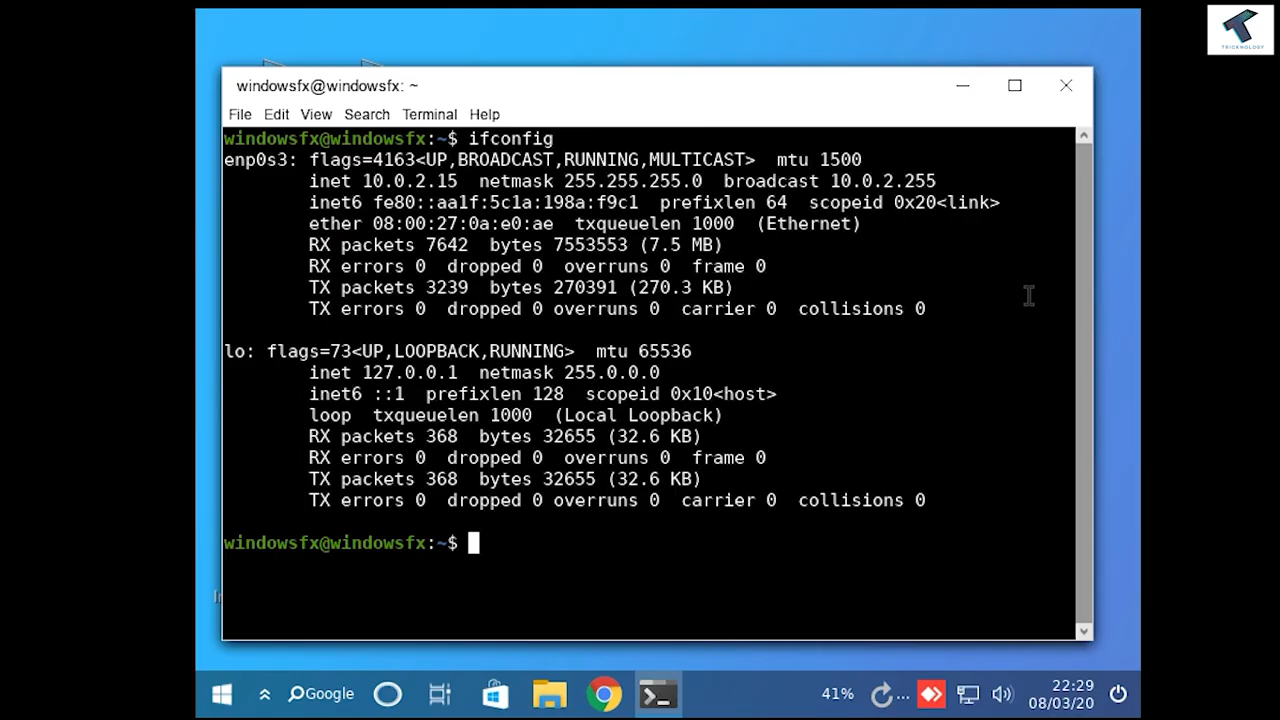 TRICKNOLOGY
windowsfx@windowsfx: ~
File Edit View Search Terminal Help
windowsfx@windowsfx:~$ ifconfig
enp0s3: flags=4163<UP,BROADCAST,RUNNING,MULTICAST>  mtu 1500
        inet 10.0.2.15  netmask 255.255.255.0  broadcast 10.0.2.255
        inet6 fe80::aa1f:5c1a:198a:f9c1  prefixlen 64  scopeid 0x20<link>
        ether 08:00:27:0a:e0:ae  txqueuelen 1000  (Ethernet)
        RX packets 7642  bytes 7553553 (7.5 MB)
        RX errors 0  dropped 0  overruns 0  frame 0
        TX packets 3239  bytes 270391 (270.3 KB)
        TX errors 0  dropped 0 overruns 0  carrier 0  collisions 0
lo: flags=73<UP,LOOPBACK,RUNNING>  mtu 65536
        inet 127.0.0.1  netmask 255.0.0.0
        inet6 ::1  prefixlen 128  scopeid 0x10<host>
        loop  txqueuelen 1000  (Local Loopback)
        RX packets 368  bytes 32655 (32.6 KB)
        RX errors 0  dropped 0  overruns 0  frame 0
        TX packets 368  bytes 32655 (32.6 KB)
        TX errors 0  dropped 0 overruns 0  carrier 0  collisions 0
windowsfx@windowsfx:~$
Google 41% ... 22:29
08/03/20